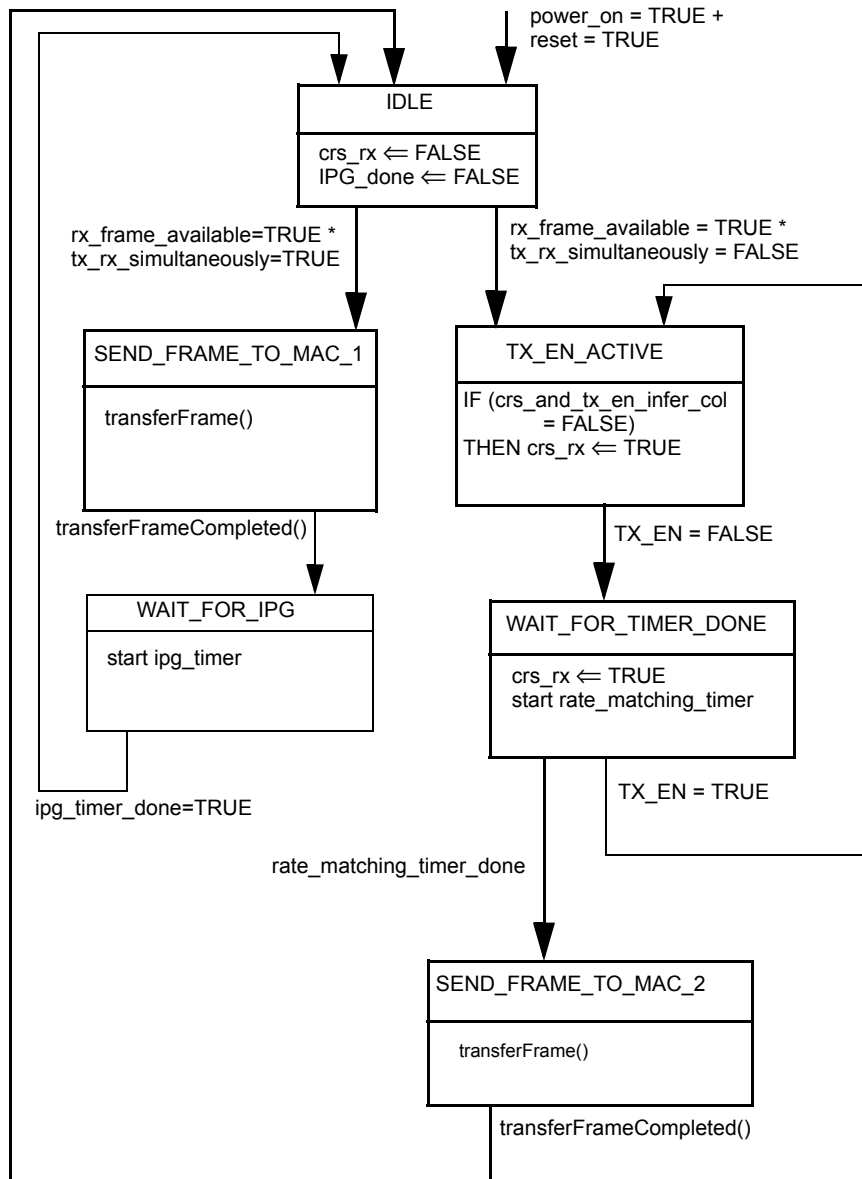 power_on = TRUE +
reset = TRUE
IDLE
crs_rx ⇐ FALSE
IPG_done ⇐ FALSE
rx_frame_available=TRUE *
tx_rx_simultaneously=TRUE
rx_frame_available = TRUE *
tx_rx_simultaneously = FALSE
SEND_FRAME_TO_MAC_1
transferFrame()
TX_EN_ACTIVE
IF (crs_and_tx_en_infer_col
= FALSE)
THEN crs_rx ⇐ TRUE
transferFrameCompleted()
TX_EN = FALSE
WAIT_FOR_IPG
start ipg_timer
WAIT_FOR_TIMER_DONE
crs_rx ⇐ TRUE
start rate_matching_timer
ipg_timer_done=TRUE
TX_EN = TRUE
rate_matching_timer_done
SEND_FRAME_TO_MAC_2
transferFrame()
transferFrameCompleted()